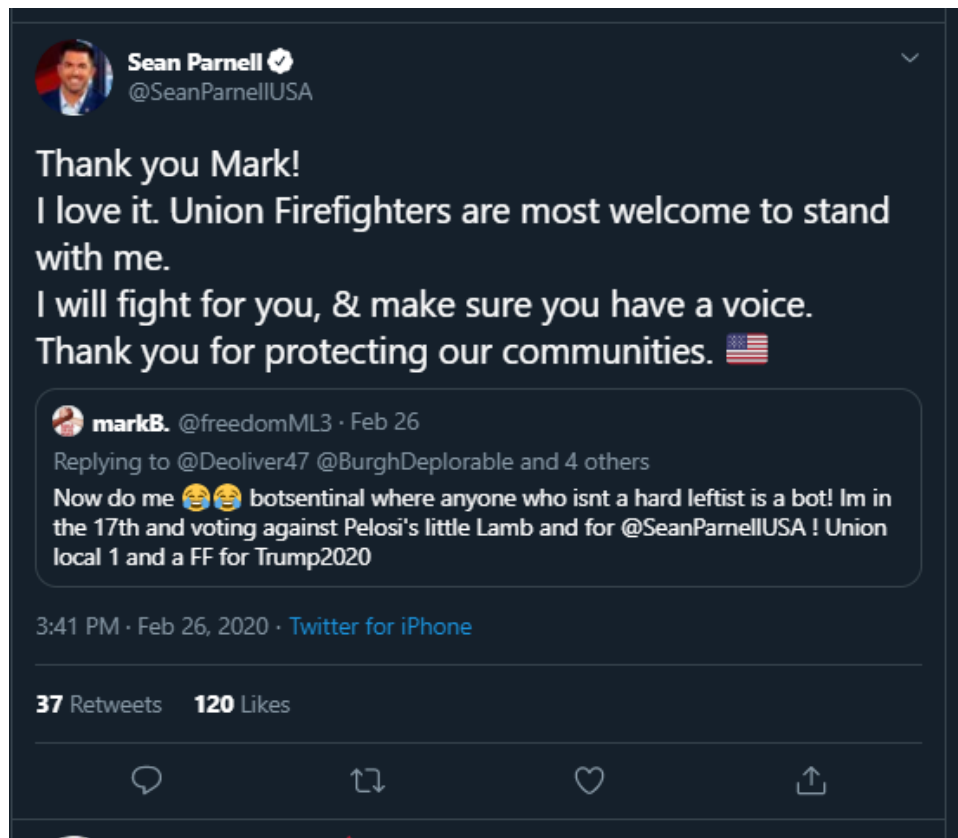 Sean Parnell
@SeanParnellUSA
Thank you Mark!
I love it. Union Firefighters are most welcome to stand
with me.
I will fight for you, & make sure you have a voice.
Thank you for protecting our communities. 🇺🇸
markB. @freedomML3 · Feb 26
Replying to @Deoliver47 @BurghDeplorable and 4 others
Now do me 😂😂 botsentinal where anyone who isnt a hard leftist is a bot! Im in
the 17th and voting against Pelosi's little Lamb and for @SeanParnellUSA ! Union
local 1 and a FF for Trump2020
3:41 PM · Feb 26, 2020 · Twitter for iPhone
37 Retweets 120 Likes